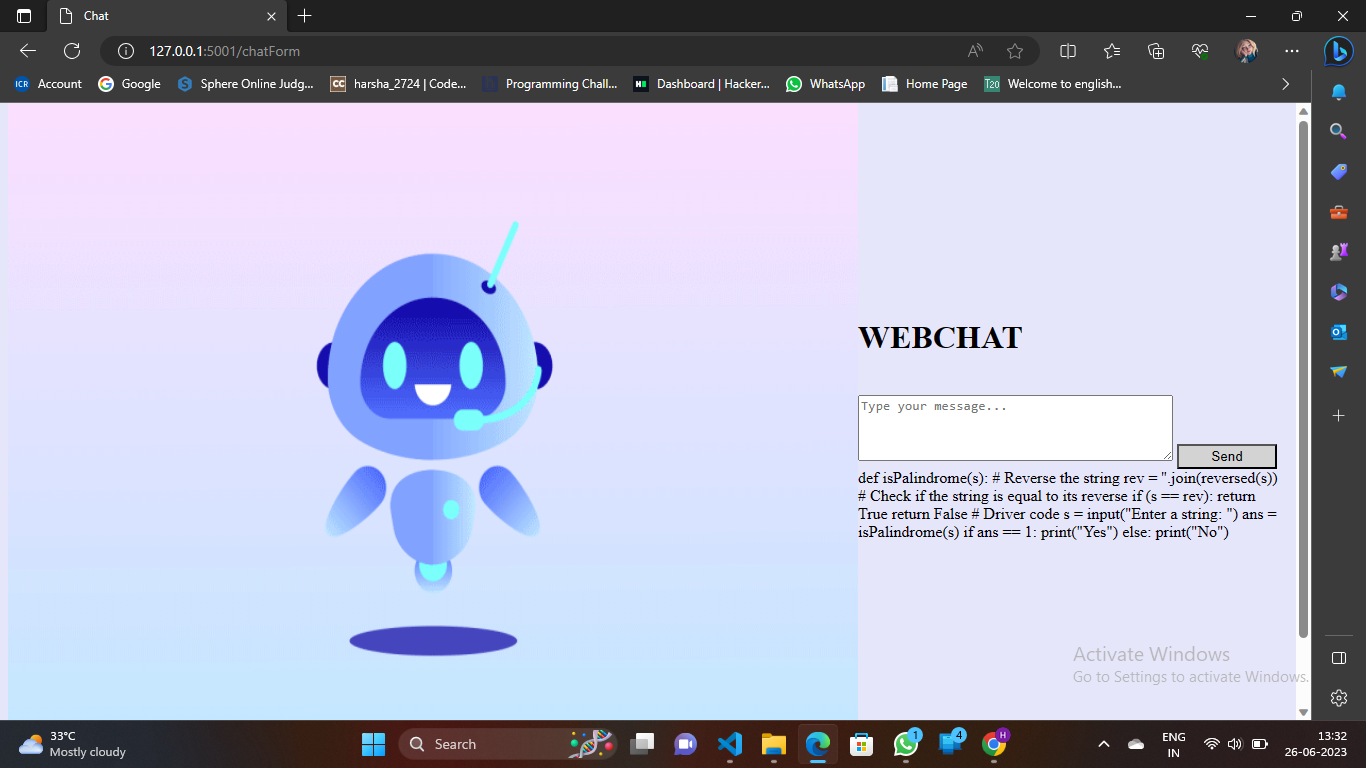 Chat
127.0.0.1:5001/chatForm
Account
Google
Sphere Online Judg...
CC
harsha_2724 | Code...
Programming Chall...
Dashboard | Hacker...
WhatsApp
Home Page
T20
Welcome to english...
WEBCHAT
Type your message...
Send
def isPalindrome(s): # Reverse the string rev = ''.join(reversed(s))
# Check if the string is equal to its reverse if (s == rev): return
True return False # Driver code s = input("Enter a string: ") ans =
isPalindrome(s) if ans == 1: print("Yes") else: print("No")
Activate Windows
Go to Settings to activate Windows.
33°C
Mostly cloudy
Search
1
4
H
ENG
IN
13:32
26-06-2023